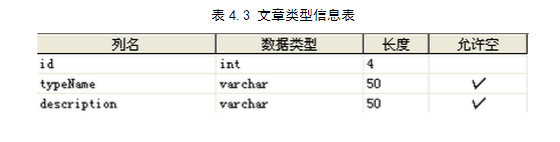 表 4.3 文章类型信息表
列名 数据类型 长度 允许空
id int 4
typeName varchar 50 ✓
description varchar 50 ✓